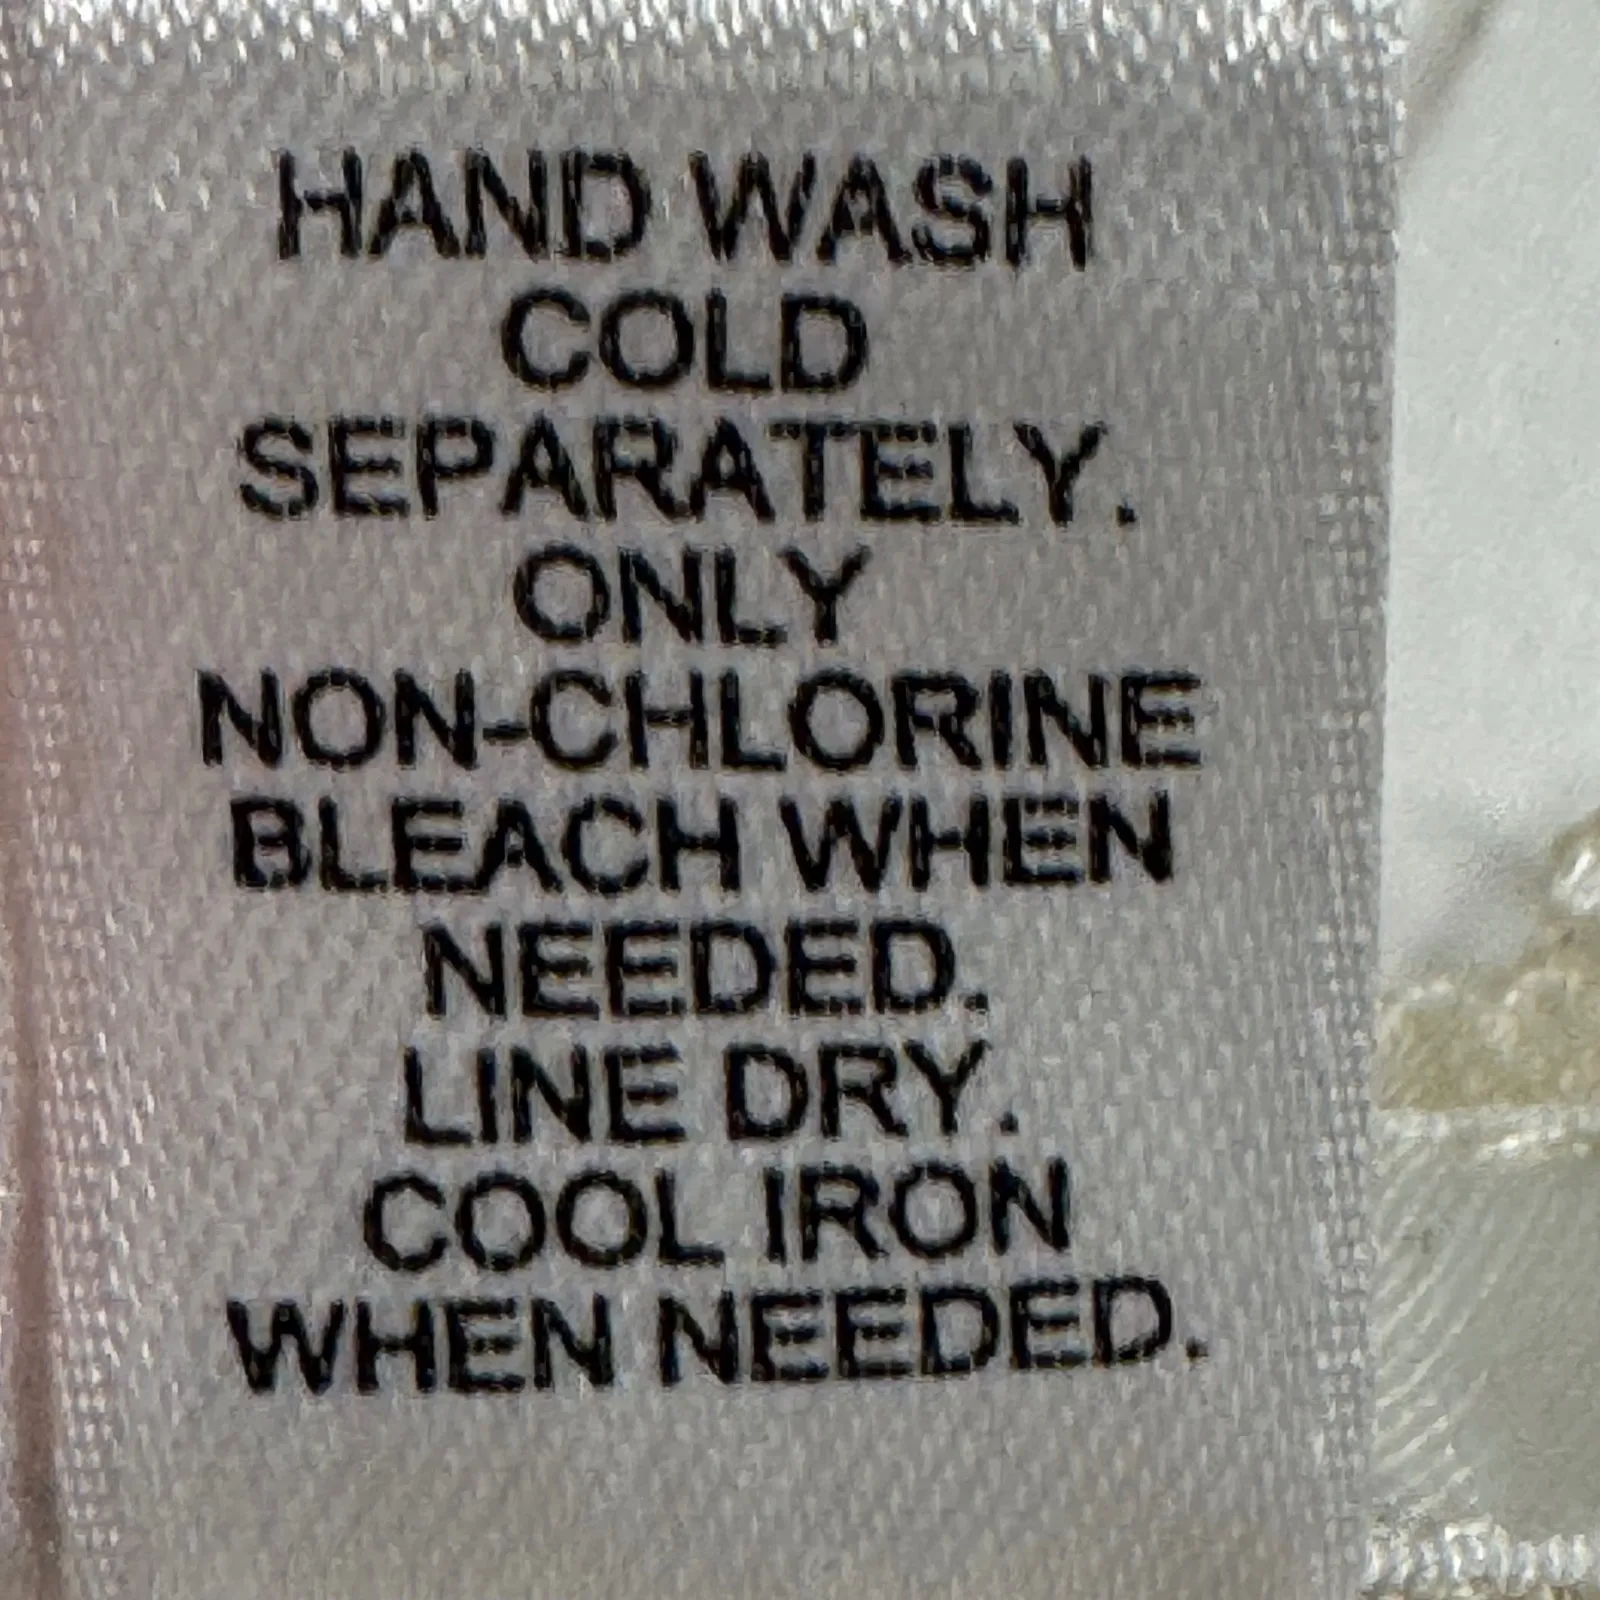 HAND WASH
COLD
SEPARATELY.
ONLY
NON-CHLORINE
BLEACH WHEN
NEEDED.
LINE DRY.
COOL IRON
WHEN NEEDED.